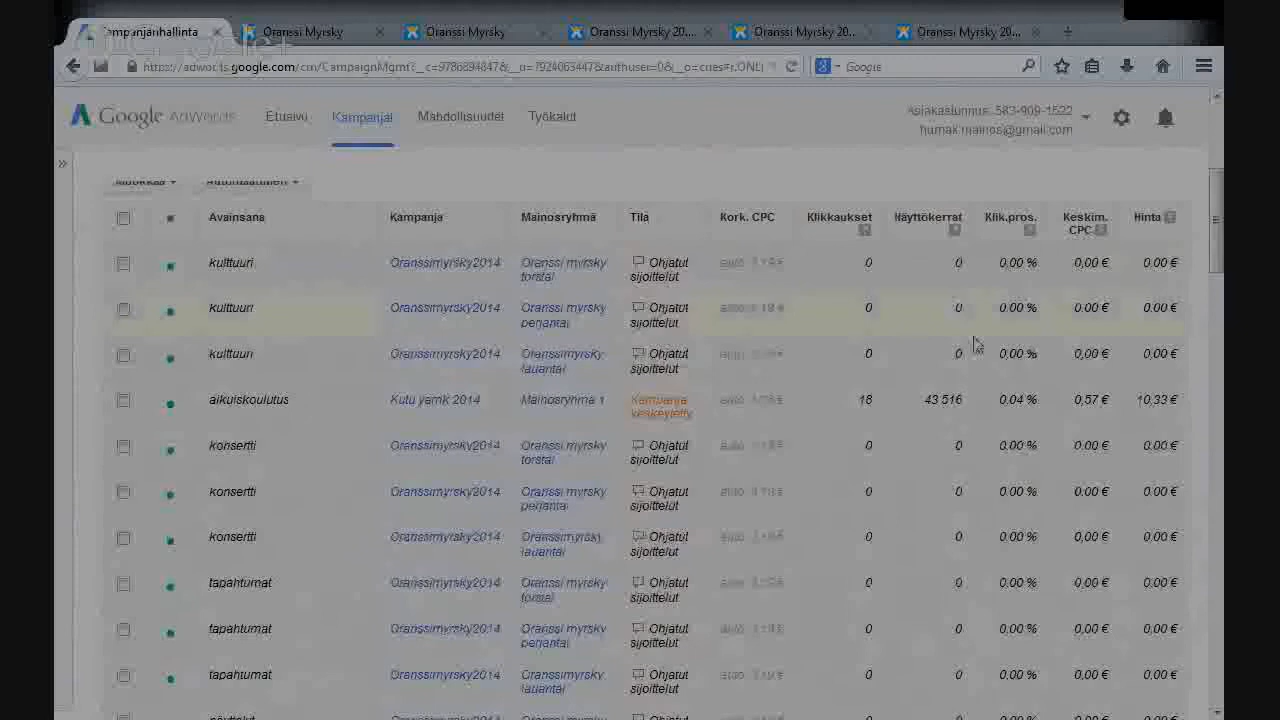 Campanjanhallinta Oranssi Myrsky Oranssi Myrsky Oranssi Myrsky 20.... Oranssi Myrsky 20... Oranssi Myrsky 20....
Google
Google AdWords Etusivu Kampanjat Mahdollisuudet Työkalut
Asiakastunnus: 583-909-1522
humak.mainos@gmail.com
Muokkaa
Avainsana Kampanja Mainosryhmä Tila Kork. CPC Klikkaukset Näyttökerrat Klik.pros. Keskim. CPC Hinta
kulttuuri Oranssimyrsky2014 Oranssi myrsky torstai Ohjatut sijoittelut 0 0 0,00 % 0,00 € 0,00 €
kulttuuri Oranssimyrsky2014 Oranssi myrsky perjantai Ohjatut sijoittelut 0 0 0,00 % 0,00 € 0,00 €
kulttuuri Oranssimyrsky2014 Oranssimyrsky lauantai Ohjatut sijoittelut 0 0 0,00 % 0,00 € 0,00 €
aikuiskoulutus Kutu yamk 2014 Mainosryhmä 1 Kampanja keskeytetty 18 43 516 0,04 % 0,57 € 10,33 €
konsertti Oranssimyrsky2014 Oranssi myrsky torstai Ohjatut sijoittelut 0 0 0,00 % 0,00 € 0,00 €
konsertti Oranssimyrsky2014 Oranssi myrsky perjantai Ohjatut sijoittelut 0 0 0,00 % 0,00 € 0,00 €
konsertti Oranssimyrsky2014 Oranssimyrsky lauantai Ohjatut sijoittelut 0 0 0,00 % 0,00 € 0,00 €
tapahtumat Oranssimyrsky2014 Oranssi myrsky torstai Ohjatut sijoittelut 0 0 0,00 % 0,00 € 0,00 €
tapahtumat Oranssimyrsky2014 Oranssi myrsky perjantai Ohjatut sijoittelut 0 0 0,00 % 0,00 € 0,00 €
tapahtumat Oranssimyrsky2014 Oranssimyrsky lauantai Ohjatut sijoittelut 0 0 0,00 % 0,00 € 0,00 €